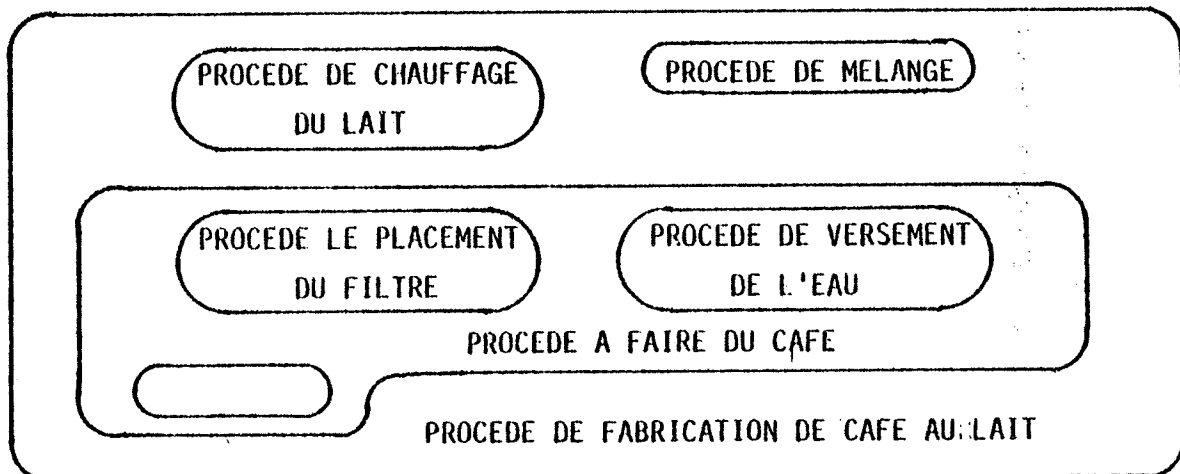 PROCEDE DE CHAUFFAGE
DU LAIT
PROCEDE DE MELANGE
PROCEDE LE PLACEMENT
DU FILTRE
PROCEDE DE VERSEMENT
DE L'EAU
PROCEDE A FAIRE DU CAFE
PROCEDE DE FABRICATION DE CAFE AU LAIT